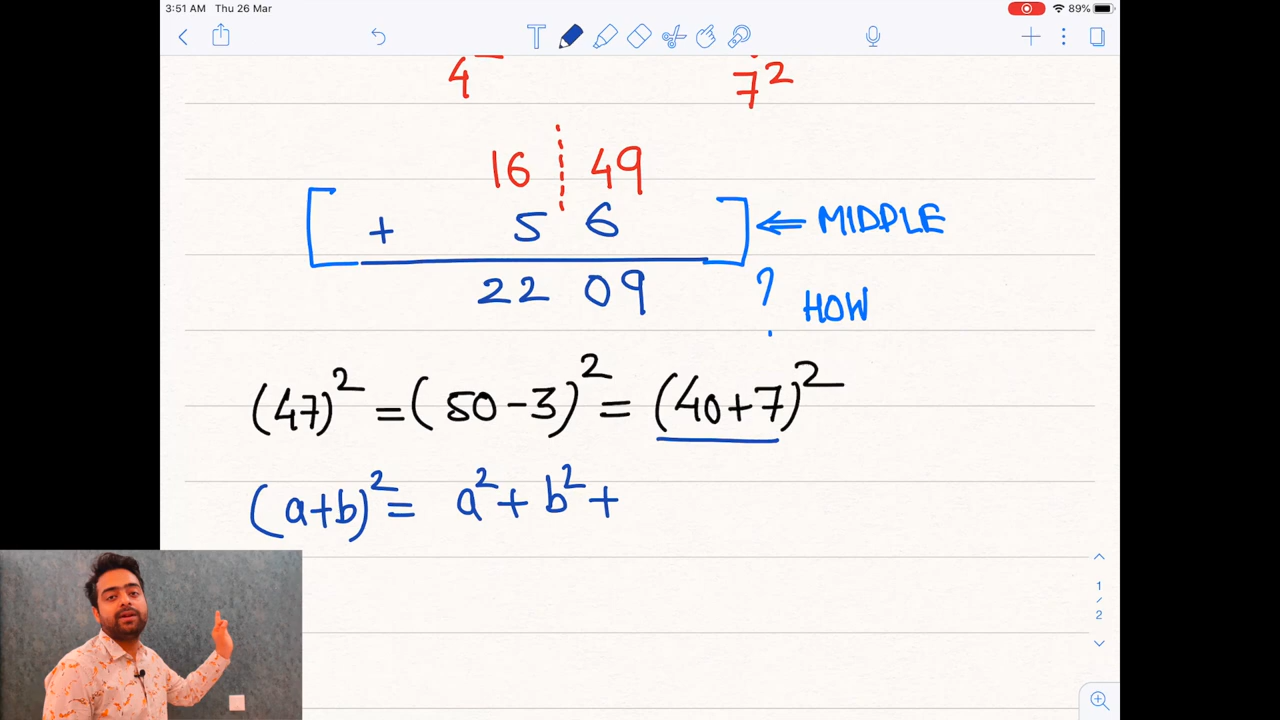 3:51 AM Thu 26 Mar 89%
T
4 7²
16 49
+ 5 6 ⇐ MIDDLE
22 09 ? HOW
(47)² = (50-3)² = (40+7)²
(a+b)² = a² + b² +
1
/
2